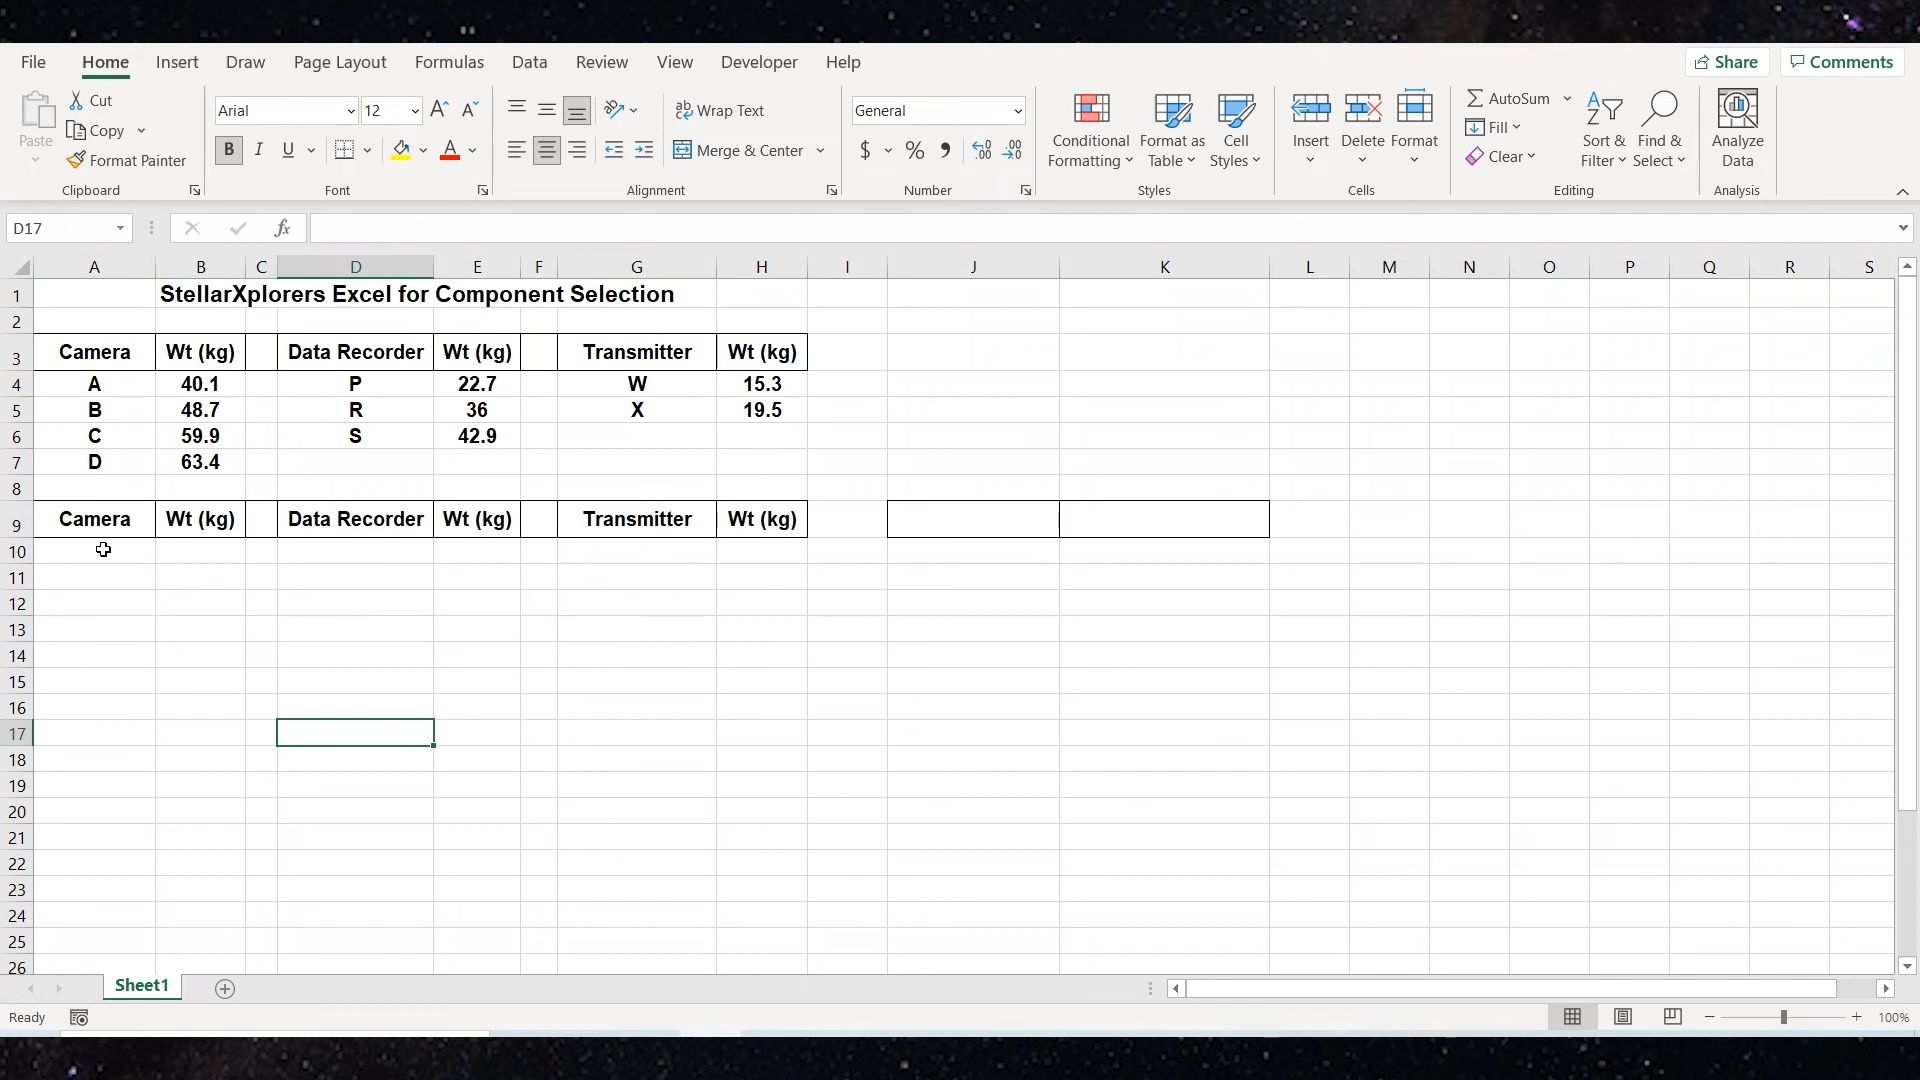 File Home Insert Draw Page Layout Formulas Data Review View Developer Help Share Comments
Paste Cut Copy Format Painter Clipboard
Arial 12 B I U A A A Font
ab Wrap Text Merge & Center Alignment
General $ % 9 .00 .00 Number
Conditional Formatting Format as Table Cell Styles Styles
Insert Delete Format Cells
AutoSum Fill Clear Sort & Filter Find & Select Editing
Analyze Data Analysis
D17 fx
A B C D E F G H I J K L M N O P Q R S
1 StellarXplorers Excel for Component Selection
2
3 Camera Wt (kg) Data Recorder Wt (kg) Transmitter Wt (kg)
4 A 40.1 P 22.7 W 15.3
5 B 48.7 R 36 X 19.5
6 C 59.9 S 42.9
7 D 63.4
8
9 Camera Wt (kg) Data Recorder Wt (kg) Transmitter Wt (kg)
10
11
12
13
14
15
16
17
18
19
20
21
22
23
24
25
26
Sheet1
Ready 100%